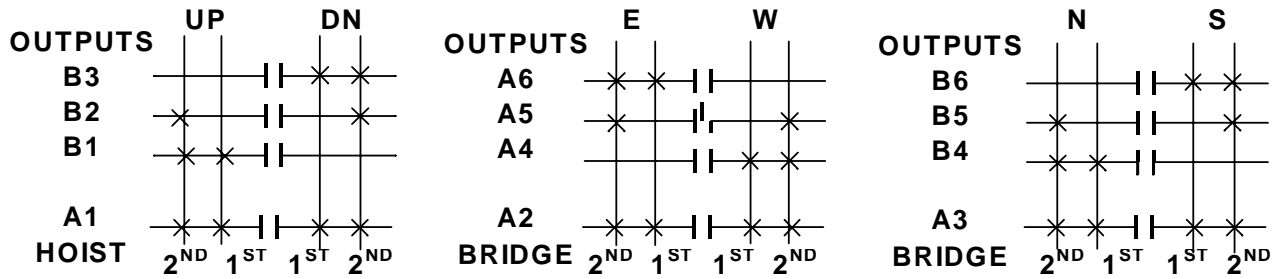 UP DN
OUTPUTS
B3
B2
B1
A1
HOIST 2ND 1ST 1ST 2ND
E W
OUTPUTS
A6
A5
A4
A2
BRIDGE 2ND 1ST 1ST 2ND
N S
OUTPUTS
B6
B5
B4
A3
BRIDGE 2ND 1ST 1ST 2ND